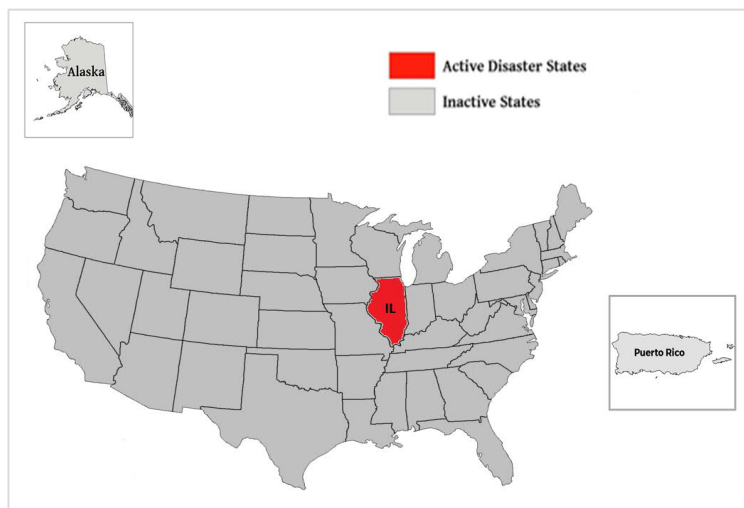 Alaska
Active Disaster States
Inactive States
IL
Puerto Rico